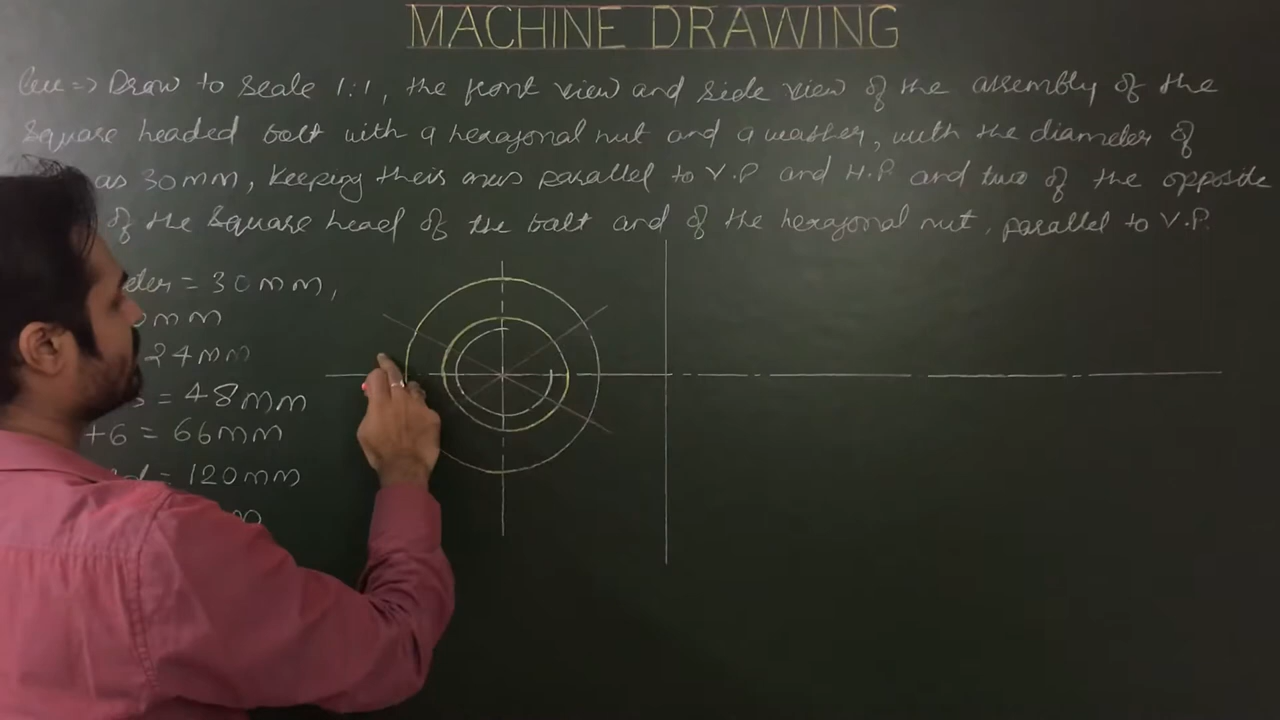 MACHINE DRAWING
Que => Draw to Scale 1:1, the front view and side view of the assembly of the
Square headed bolt with a hexagonal nut and a washer, with the diameter of
as 30MM, keeping their axes parallel to V.P and H.P and two of the opposite
of the square head of the bolt and of the hexagonal nut, parallel to V.P.
= 30mm,
mm
24mm
= 48mm
+6 = 66mm
= 120mm